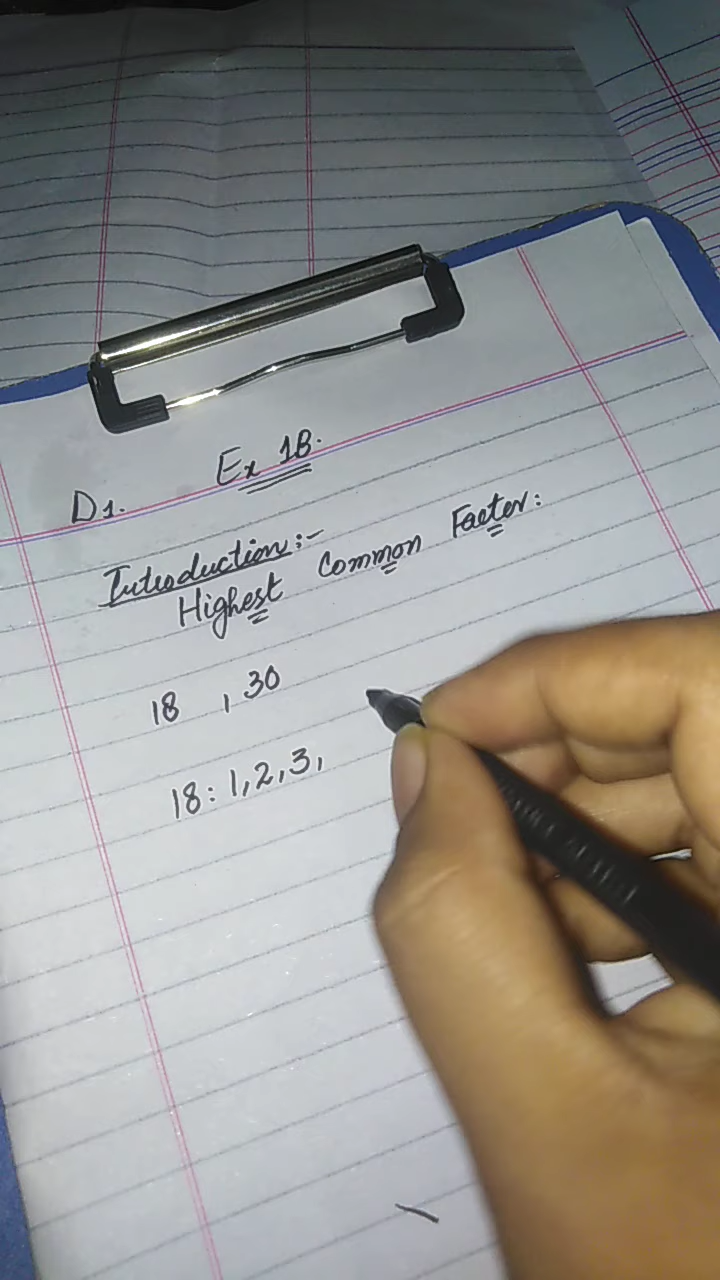 D1. Ex 1B.
Introduction:-
Highest Common Factor:
18 , 30
18: 1, 2, 3,